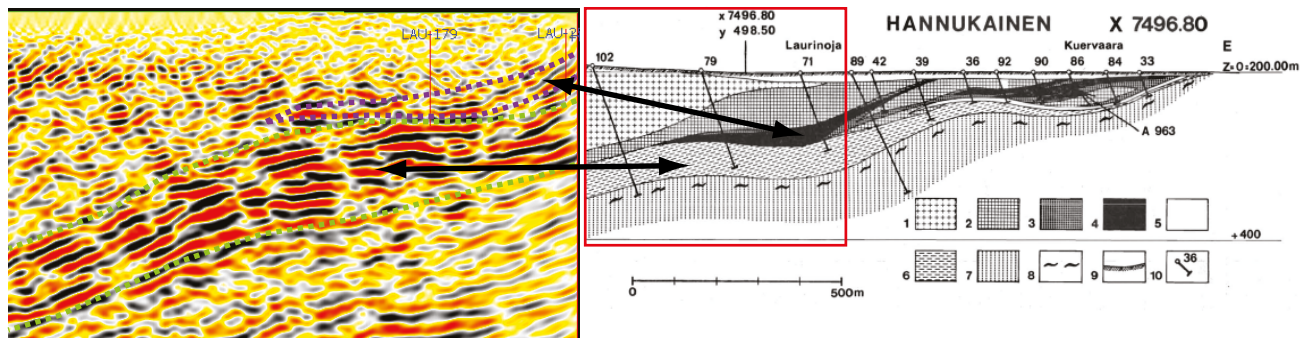 LAU-179
LAU-2
x 7496.80
y 498.50
HANNUKAINEN X 7496.80
Laurinoja
Kuervaara
E
Z=0=200.00m
102
79
71
89
42
39
36
92
90
86
84
33
A 963
1
2
3
4
5
6
7
8
9
10
36
+400
0
500m